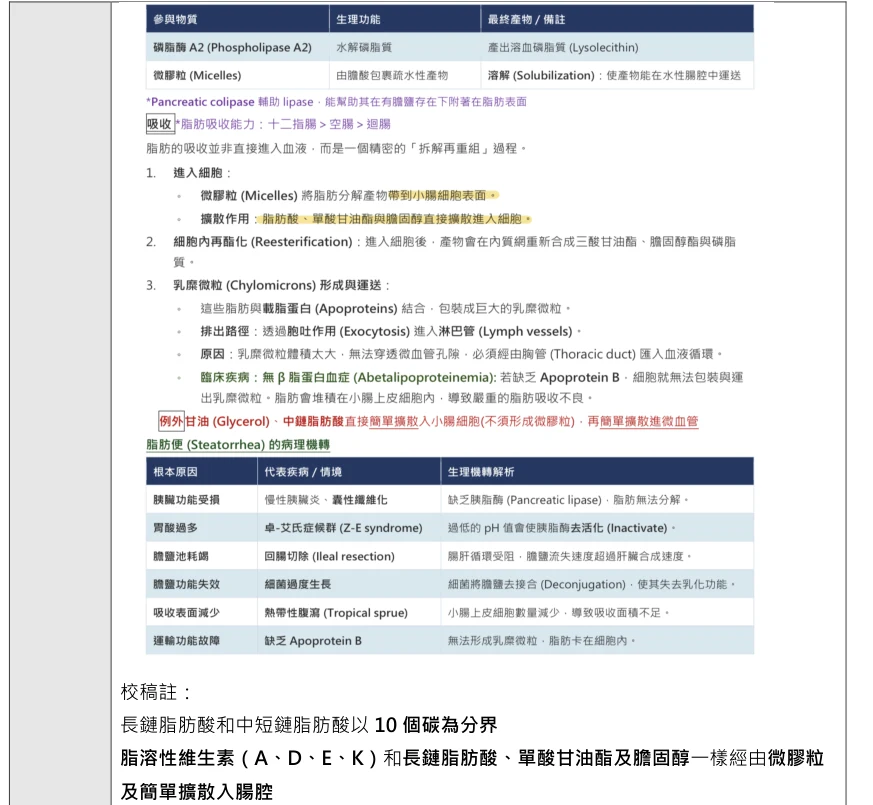 參與物質 生理功能 最終產物 / 備註
磷脂酶 A2 (Phospholipase A2) 水解磷脂質 產出溶血磷脂質 (Lysolecithin)
微膠粒 (Micelles) 由膽酸包裹疏水性產物 溶解 (Solubilization)：使產物能在水性腸腔中運送
*Pancreatic colipase 輔助 lipase，能幫助其在有膽鹽存在下附著在脂肪表面
吸收 *脂肪吸收能力：十二指腸 > 空腸 > 迴腸
脂肪的吸收並非直接進入血液，而是一個精密的「拆解再重組」過程。
1. 進入細胞：
◦ 微膠粒 (Micelles) 將脂肪分解產物帶到小腸細胞表面。
◦ 擴散作用：脂肪酸、單酸甘油酯與膽固醇直接擴散進入細胞。
2. 細胞內再酯化 (Reesterification)：進入細胞後，產物會在內質網重新合成三酸甘油酯、膽固醇酯與磷脂
質。
3. 乳糜微粒 (Chylomicrons) 形成與運送：
◦ 這些脂肪與載脂蛋白 (Apoproteins) 結合，包裝成巨大的乳糜微粒。
◦ 排出路徑：透過胞吐作用 (Exocytosis) 進入淋巴管 (Lymph vessels)。
◦ 原因：乳糜微粒體積太大，無法穿透微血管孔隙，必須經由胸管 (Thoracic duct) 匯入血液循環。
◦ 臨床疾病：無 β 脂蛋白血症 (Abetalipoproteinemia): 若缺乏 Apoprotein B，細胞就無法包裝與運
出乳糜微粒。脂肪會堆積在小腸上皮細胞內，導致嚴重的脂肪吸收不良。
例外甘油 (Glycerol)、中鏈脂肪酸直接簡單擴散入小腸細胞(不須形成微膠粒)，再簡單擴散進微血管
脂肪便 (Steatorrhea) 的病理機轉
根本原因 代表疾病 / 情境 生理機轉解析
胰臟功能受損 慢性胰臟炎、囊性纖維化 缺乏胰脂酶 (Pancreatic lipase)，脂肪無法分解。
胃酸過多 卓-艾氏症候群 (Z-E syndrome) 過低的 pH 值會使胰脂酶去活化 (Inactivate)。
膽鹽池耗竭 回腸切除 (Ileal resection) 腸肝循環受阻，膽鹽流失速度超過肝臟合成速度。
膽鹽功能失效 細菌過度生長 細菌將膽鹽去接合 (Deconjugation)，使其失去乳化功能。
吸收表面減少 熱帶性腹瀉 (Tropical sprue) 小腸上皮細胞數量減少，導致吸收面積不足。
運輸功能故障 缺乏 Apoprotein B 無法形成乳糜微粒，脂肪卡在細胞內。
校稿註：
長鏈脂肪酸和中短鏈脂肪酸以 10 個碳為分界
脂溶性維生素（A、D、E、K）和長鏈脂肪酸、單酸甘油酯及膽固醇一樣經由微膠粒
及簡單擴散入腸腔